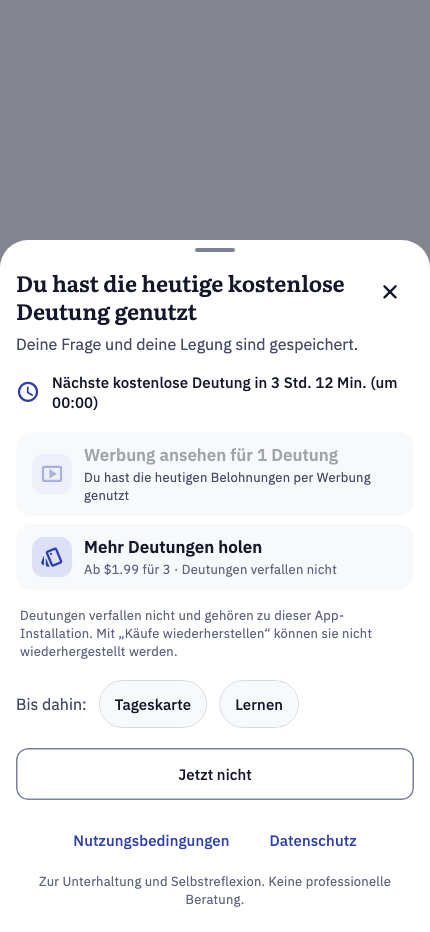 Du hast die heutige kostenlose
Deutung genutzt
Deine Frage und deine Legung sind gespeichert.
Nächste kostenlose Deutung in 3 Std. 12 Min. (um
00:00)
Werbung ansehen für 1 Deutung
Du hast die heutigen Belohnungen per Werbung
genutzt
Mehr Deutungen holen
Ab $1.99 für 3 · Deutungen verfallen nicht
Deutungen verfallen nicht und gehören zu dieser App-
Installation. Mit „Käufe wiederherstellen“ können sie nicht
wiederhergestellt werden.
Bis dahin:
Tageskarte
Lernen
Jetzt nicht
Nutzungsbedingungen
Datenschutz
Zur Unterhaltung und Selbstreflexion. Keine professionelle
Beratung.